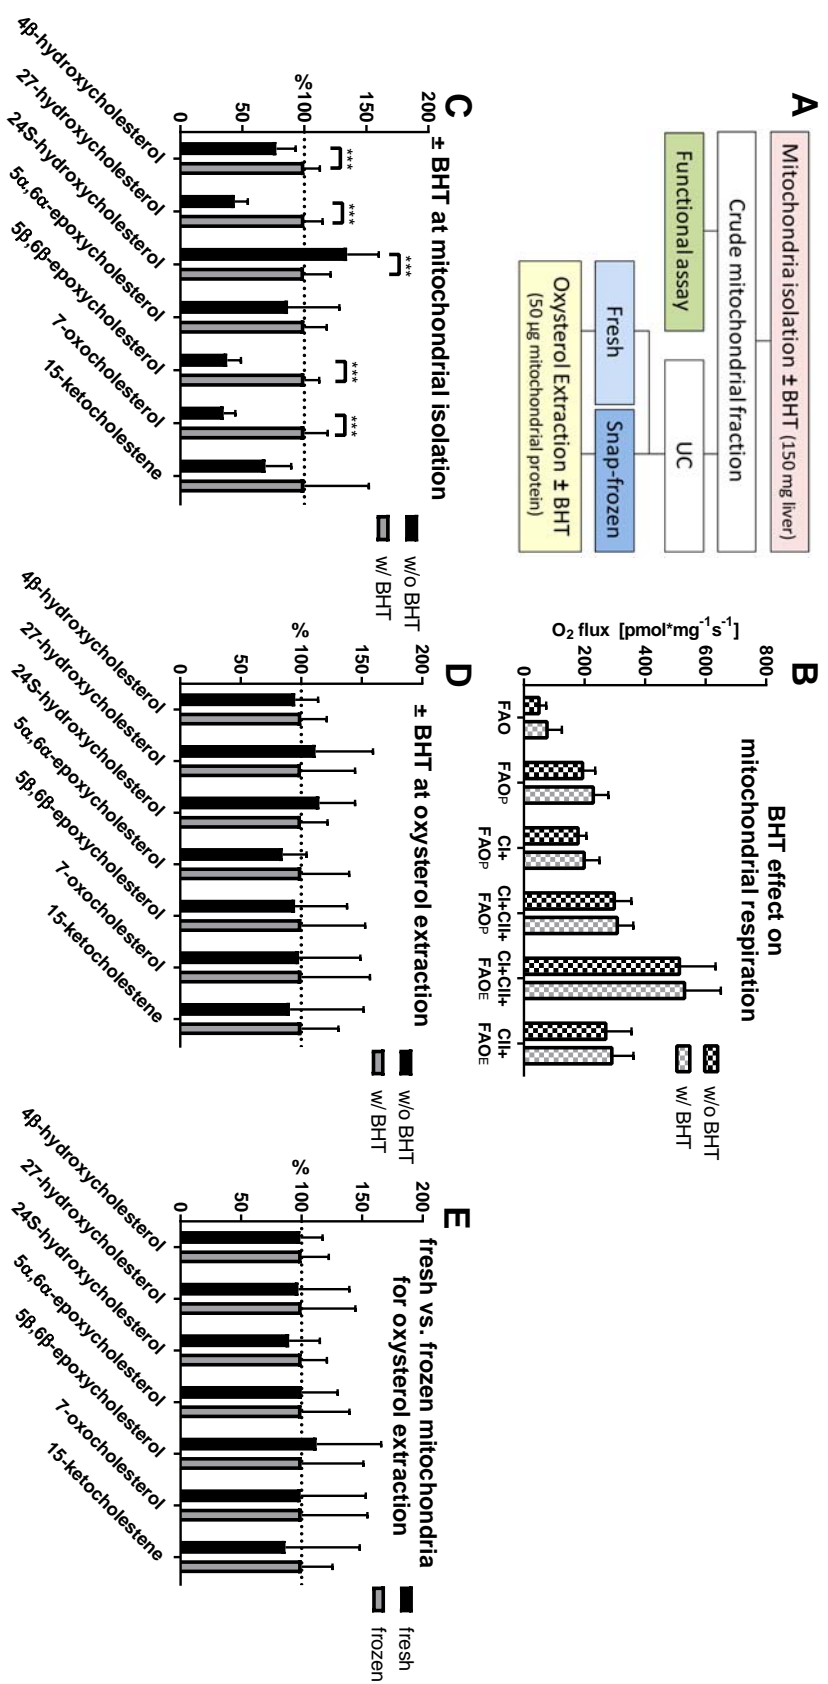 A
Mitochondria isolation ± BHT (150 mg liver)
Crude mitochondrial fraction
Functional assay
UC
Fresh
Snap-frozen
Oxysterol Extraction ± BHT
(50 µg mitochondrial protein)
B
BHT effect on
mitochondrial respiration
w/o BHT
w/ BHT
O2 flux [pmol*mg-1s-1]
800
600
400
200
0
FAO
FAOP
CI+
FAOP
CI+CII+
FAOP
CI+CII+
FAOE
CII+
FAOE
C
± BHT at mitochondrial isolation
w/o BHT
w/ BHT
%
200
150
100
50
0
***
***
***
***
***
4β-hydroxycholesterol
27-hydroxycholesterol
24S-hydroxycholesterol
5α,6α-epoxycholesterol
5β,6β-epoxycholesterol
7-oxocholesterol
15-ketocholestene
D
± BHT at oxysterol extraction
w/o BHT
w/ BHT
%
200
150
100
50
0
4β-hydroxycholesterol
27-hydroxycholesterol
24S-hydroxycholesterol
5α,6α-epoxycholesterol
5β,6β-epoxycholesterol
7-oxocholesterol
15-ketocholestene
E
fresh vs. frozen mitochondria
for oxysterol extraction
fresh
frozen
%
200
150
100
50
0
4β-hydroxycholesterol
27-hydroxycholesterol
24S-hydroxycholesterol
5α,6α-epoxycholesterol
5β,6β-epoxycholesterol
7-oxocholesterol
15-ketocholestene